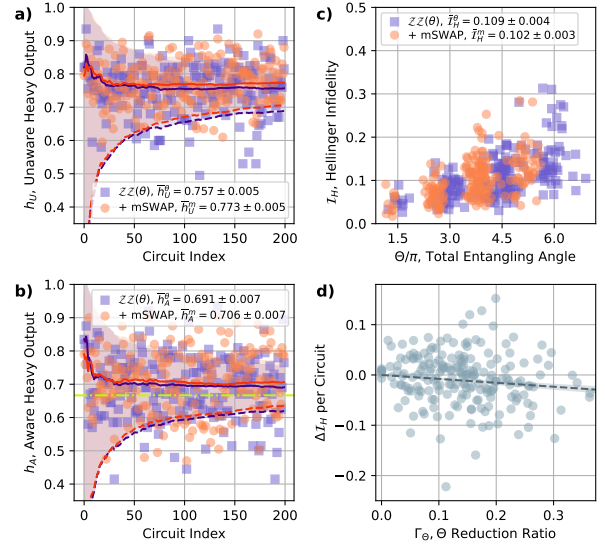 a)
1.0
0.9
0.8
0.7
0.6
0.5
0.4
h_U, Unaware Heavy Output
𝒵𝒵(θ), h̅_U^θ = 0.757 ± 0.005
+ mSWAP, h̅_U^m = 0.773 ± 0.005
0 50 100 150 200
Circuit Index
c)
0.5
0.4
0.3
0.2
0.1
0.0
ℐ_H, Hellinger Infidelity
𝒵𝒵(θ), ℐ̅_H^θ = 0.109 ± 0.004
+ mSWAP, ℐ̅_H^m = 0.102 ± 0.003
1.5 3.0 4.5 6.0
Θ/π, Total Entangling Angle
b)
1.0
0.9
0.8
0.7
0.6
0.5
0.4
h_A, Aware Heavy Output
𝒵𝒵(θ), h̅_A^θ = 0.691 ± 0.007
+ mSWAP, h̅_A^m = 0.706 ± 0.007
0 50 100 150 200
Circuit Index
d)
0.1
0.0
−0.1
−0.2
Δℐ_H per Circuit
0.0 0.1 0.2 0.3
Γ_Θ, Θ Reduction Ratio